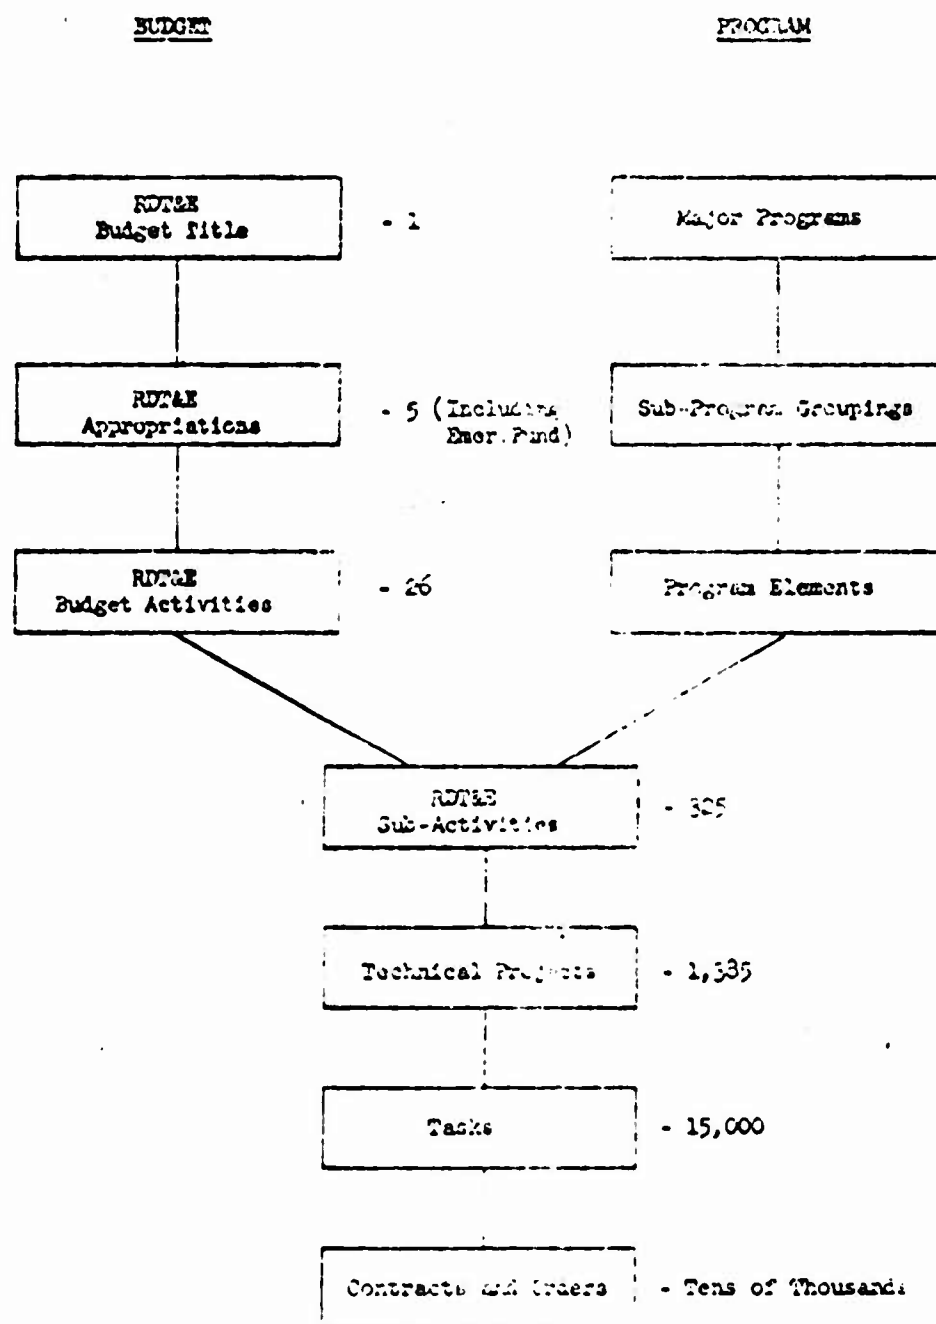 BUDGET
PROGRAM
RDT&E
Budget Title
- 1
Major Programs
RDT&E
Appropriations
- 5 (Including
Emer. Fund)
Sub-Program Groupings
RDT&E
Budget Activities
- 26
Program Elements
RDT&E
Sub-Activities
- 325
Technical Projects
- 1,385
Tasks
- 15,000
Contracts and Orders
- Tens of Thousands